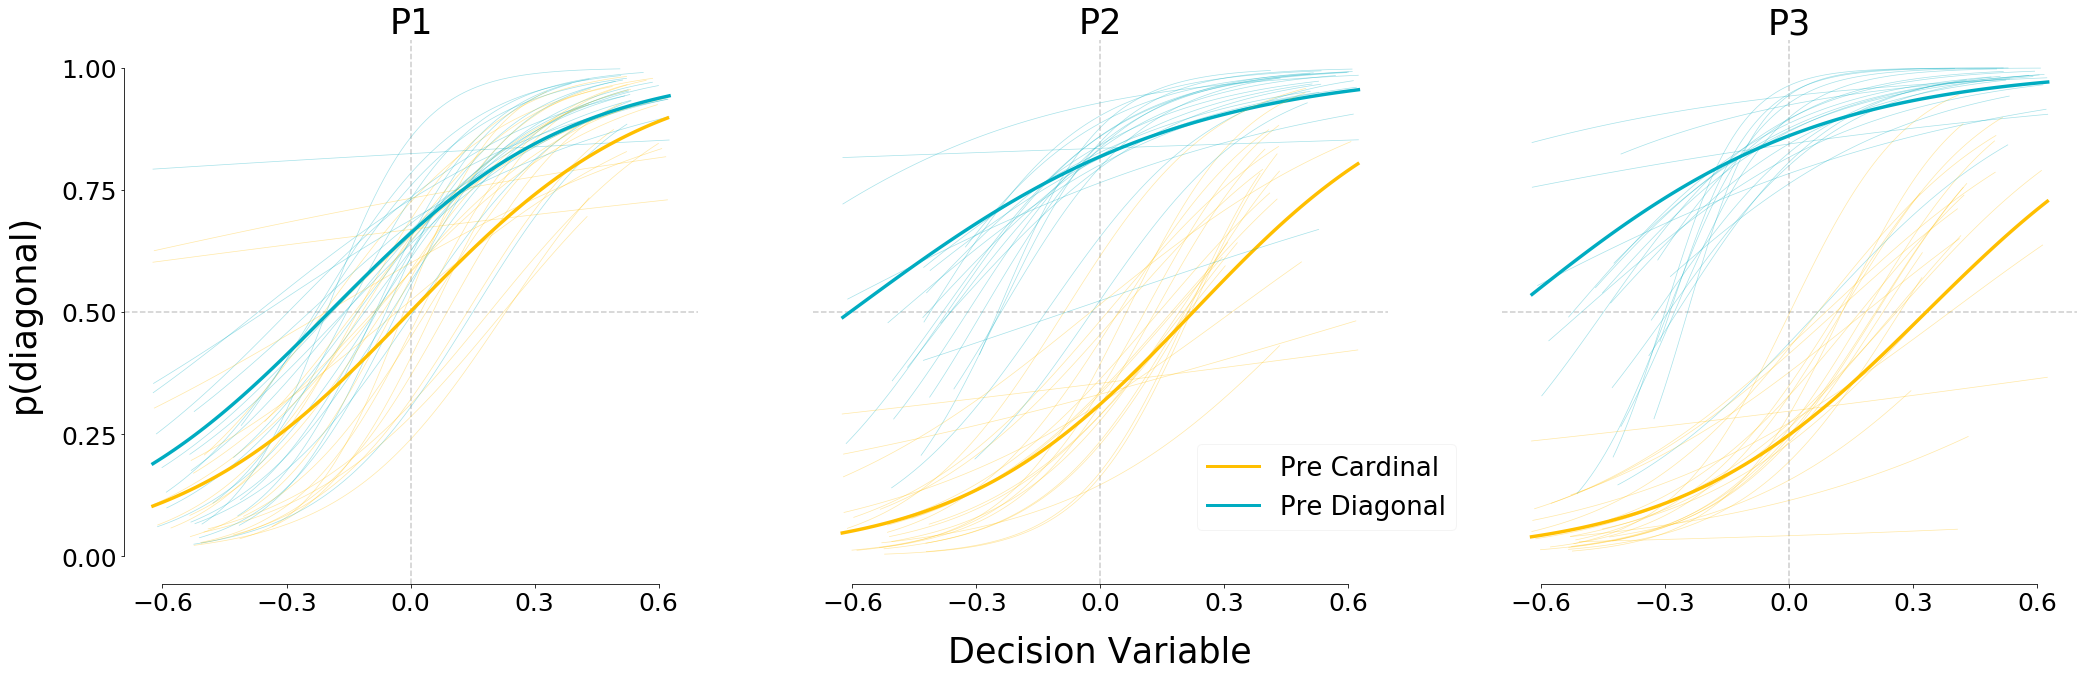 P1
P2
P3
p(diagonal)
1.00
0.75
0.50
0.25
0.00
Pre Cardinal
Pre Diagonal
−0.6 −0.3 0.0 0.3 0.6
−0.6 −0.3 0.0 0.3 0.6
−0.6 −0.3 0.0 0.3 0.6
Decision Variable